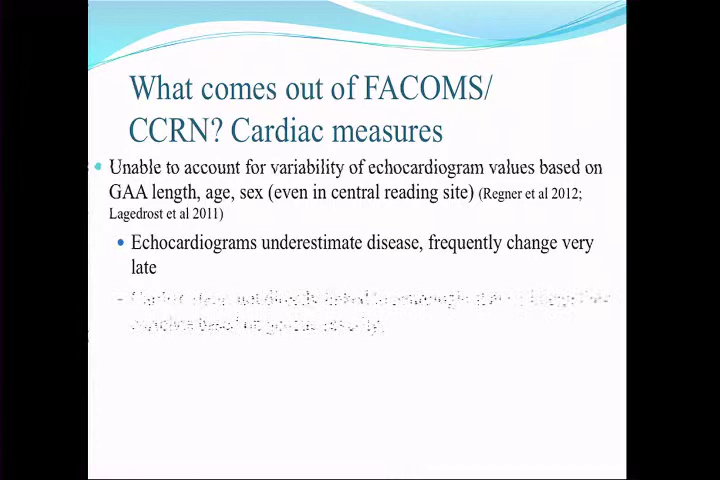 What comes out of FACOMS/
CCRN? Cardiac measures
Unable to account for variability of echocardiogram values based on
GAA length, age, sex (even in central reading site) (Regner et al 2012;
Lagedrost et al 2011)
Echocardiograms underestimate disease, frequently change very
late